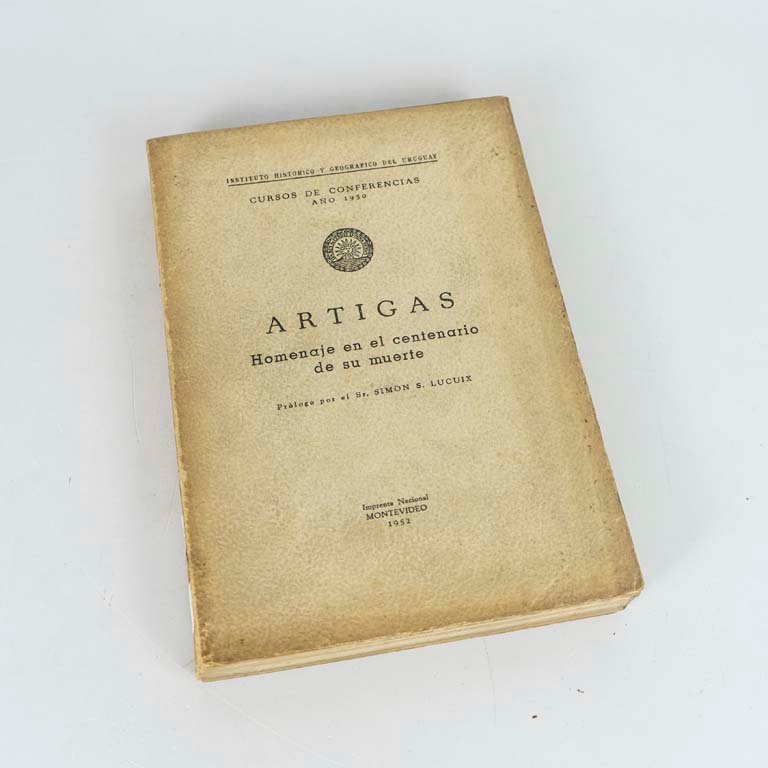 INSTITUTO HISTORICO Y GEOGRAFICO DEL URUGUAY
CURSOS DE CONFERENCIAS
AÑO 1950
ARTIGAS
Homenaje en el centenario
de su muerte
Prólogo por el Sr. SIMON S. LUCUIX
Imprenta Nacional
MONTEVIDEO
1952